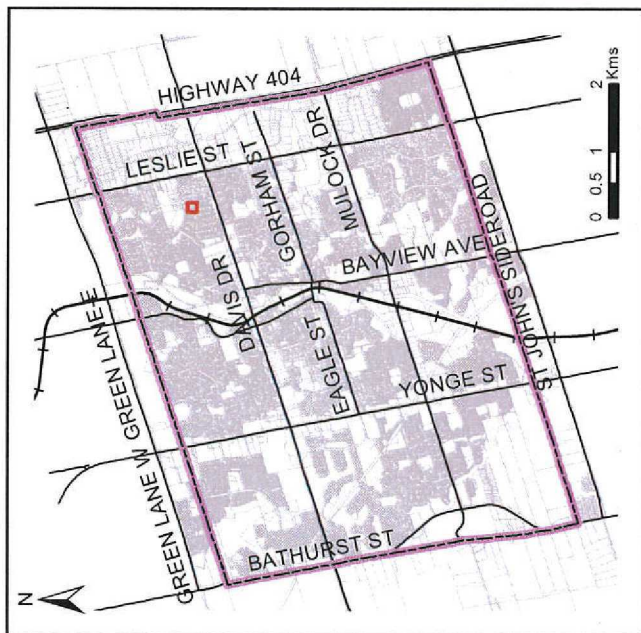 N
GREEN LANE W
GREEN LANE E
HIGHWAY 404
LESLIE ST
DAVIS DR
GORHAM ST
MULOCK DR
BAYVIEW AVE
EAGLE ST
YONGE ST
BATHURST ST
ST JOHNS SIDEROAD
0 0.5 1 2
Kms